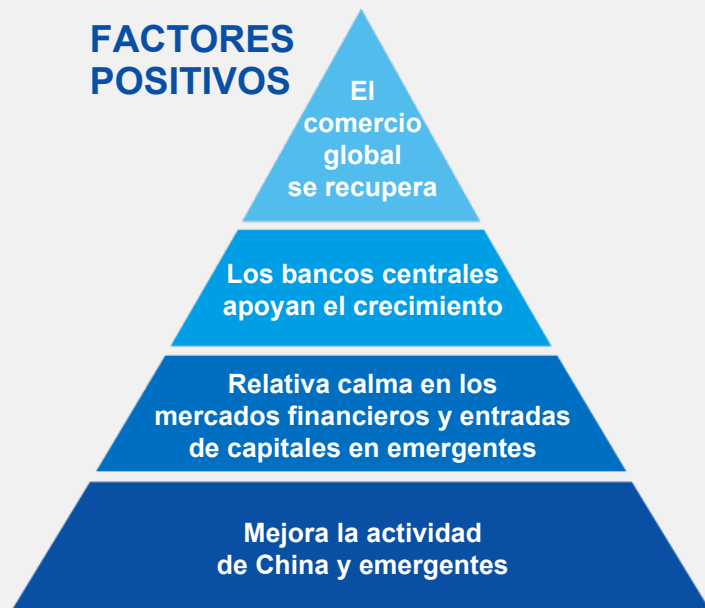 FACTORES
POSITIVOS
El
comercio
global
se recupera
Los bancos centrales
apoyan el crecimiento
Relativa calma en los
mercados financieros y entradas
de capitales en emergentes
Mejora la actividad
de China y emergentes